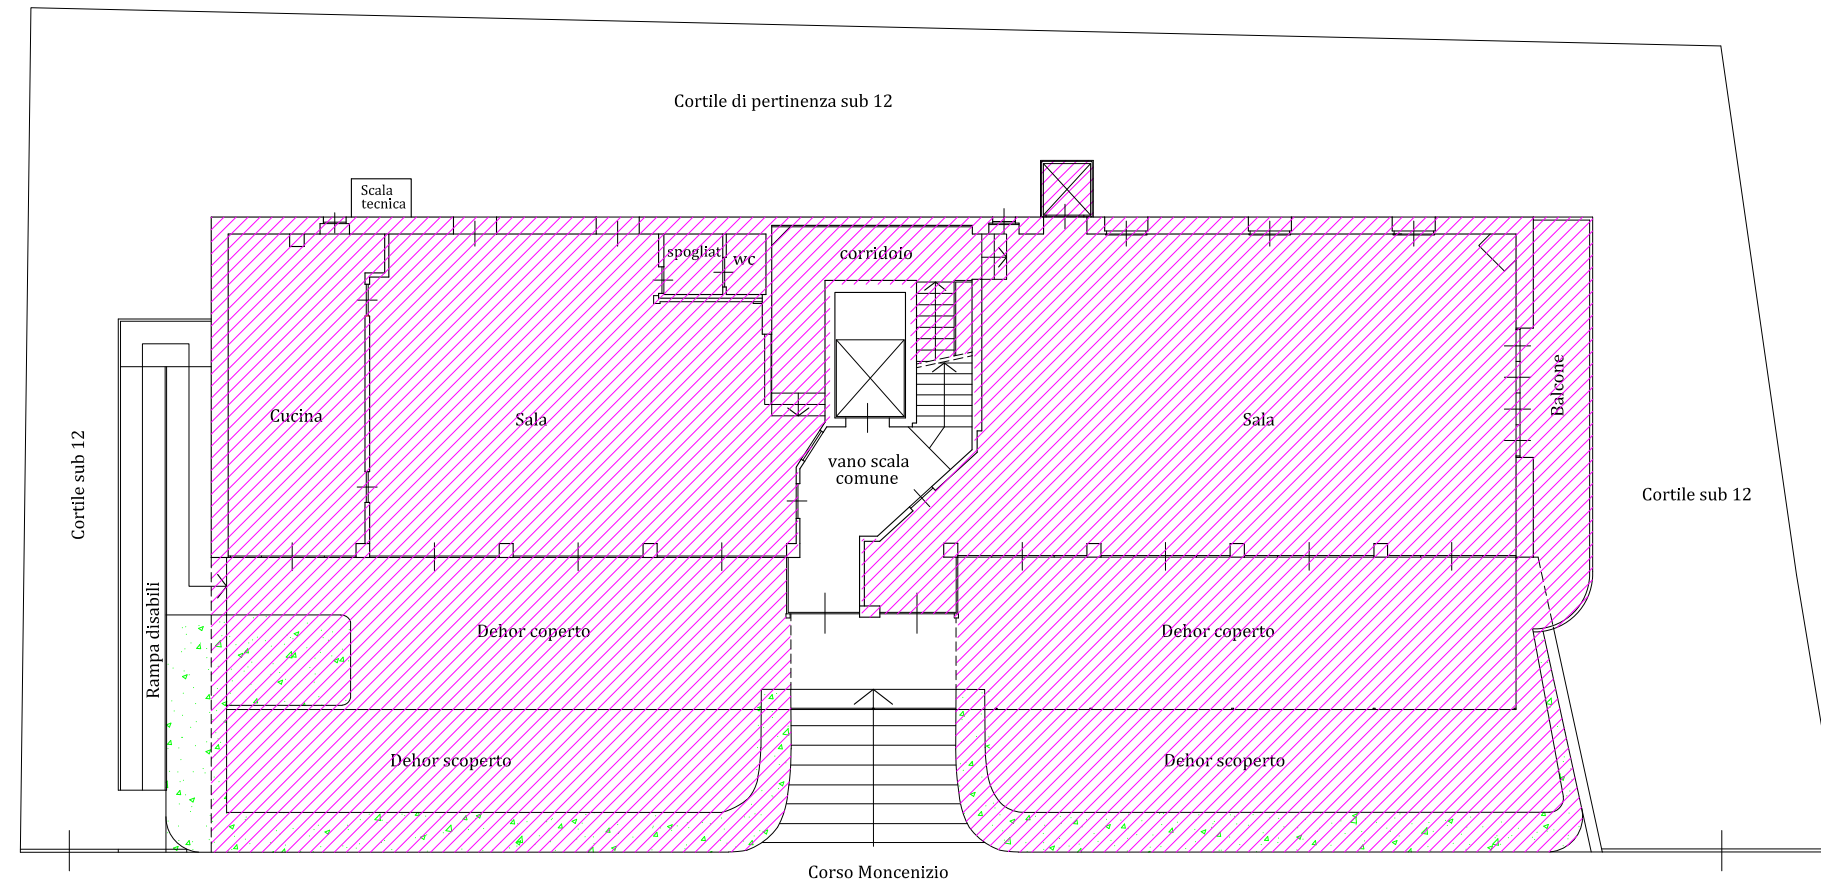 Cortile di pertinenza sub 12
Scala
tecnica
spogliat.
wc
corridoio
Cucina
Sala
Sala
Balcone
Cortile sub 12
vano scala
comune
Cortile sub 12
Rampa disabili
Dehor coperto
Dehor coperto
Dehor scoperto
Dehor scoperto
Corso Moncenizio